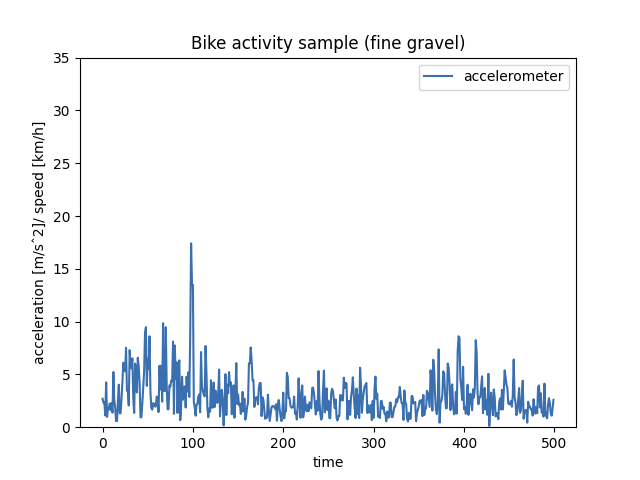 Bike activity sample (fine gravel)
accelerometer
acceleration [m/s^2]/ speed [km/h]
35
30
25
20
15
10
5
0
0 100 200 300 400 500
time